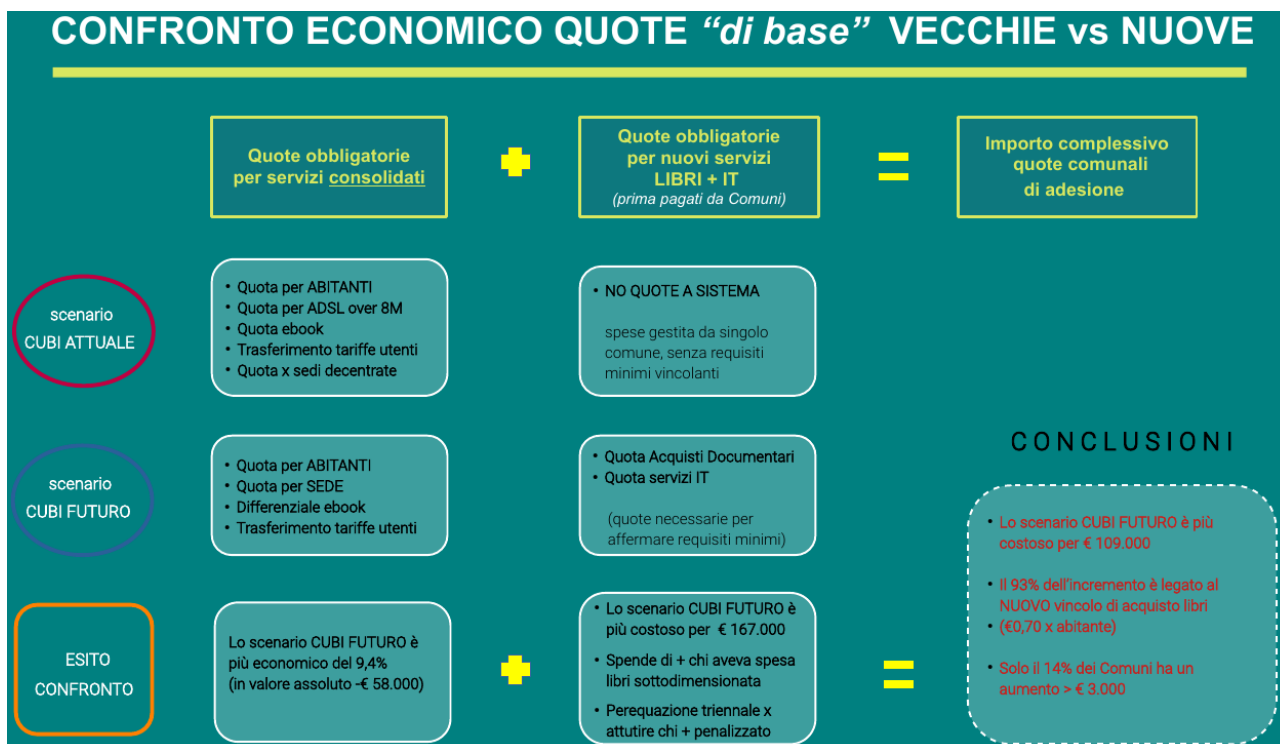 CONFRONTO ECONOMICO QUOTE “di base” VECCHIE vs NUOVE
Quote obbligatorie
per servizi consolidati
Quote obbligatorie
per nuovi servizi
LIBRI + IT
(prima pagati da Comuni)
Importo complessivo
quote comunali
di adesione
scenario
CUBI ATTUALE
• Quota per ABITANTI
• Quota per ADSL over 8M
• Quota ebook
• Trasferimento tariffe utenti
• Quota x sedi decentrate
• NO QUOTE A SISTEMA
spese gestita da singolo
comune, senza requisiti
minimi vincolanti
scenario
CUBI FUTURO
• Quota per ABITANTI
• Quota per SEDE
• Differenziale ebook
• Trasferimento tariffe utenti
• Quota Acquisti Documentari
• Quota servizi IT
(quote necessarie per
affermare requisiti minimi)
ESITO
CONFRONTO
Lo scenario CUBI FUTURO è
più economico del 9,4%
(in valore assoluto -€ 58.000)
• Lo scenario CUBI FUTURO è
più costoso per € 167.000
• Spende di + chi aveva spesa
libri sottodimensionata
• Perequazione triennale x
attutire chi + penalizzato
CONCLUSIONI
• Lo scenario CUBI FUTURO è più
costoso per € 109.000
• Il 93% dell’incremento è legato al
NUOVO vincolo di acquisto libri
• (€0,70 x abitante)
• Solo il 14% dei Comuni ha un
aumento > € 3.000